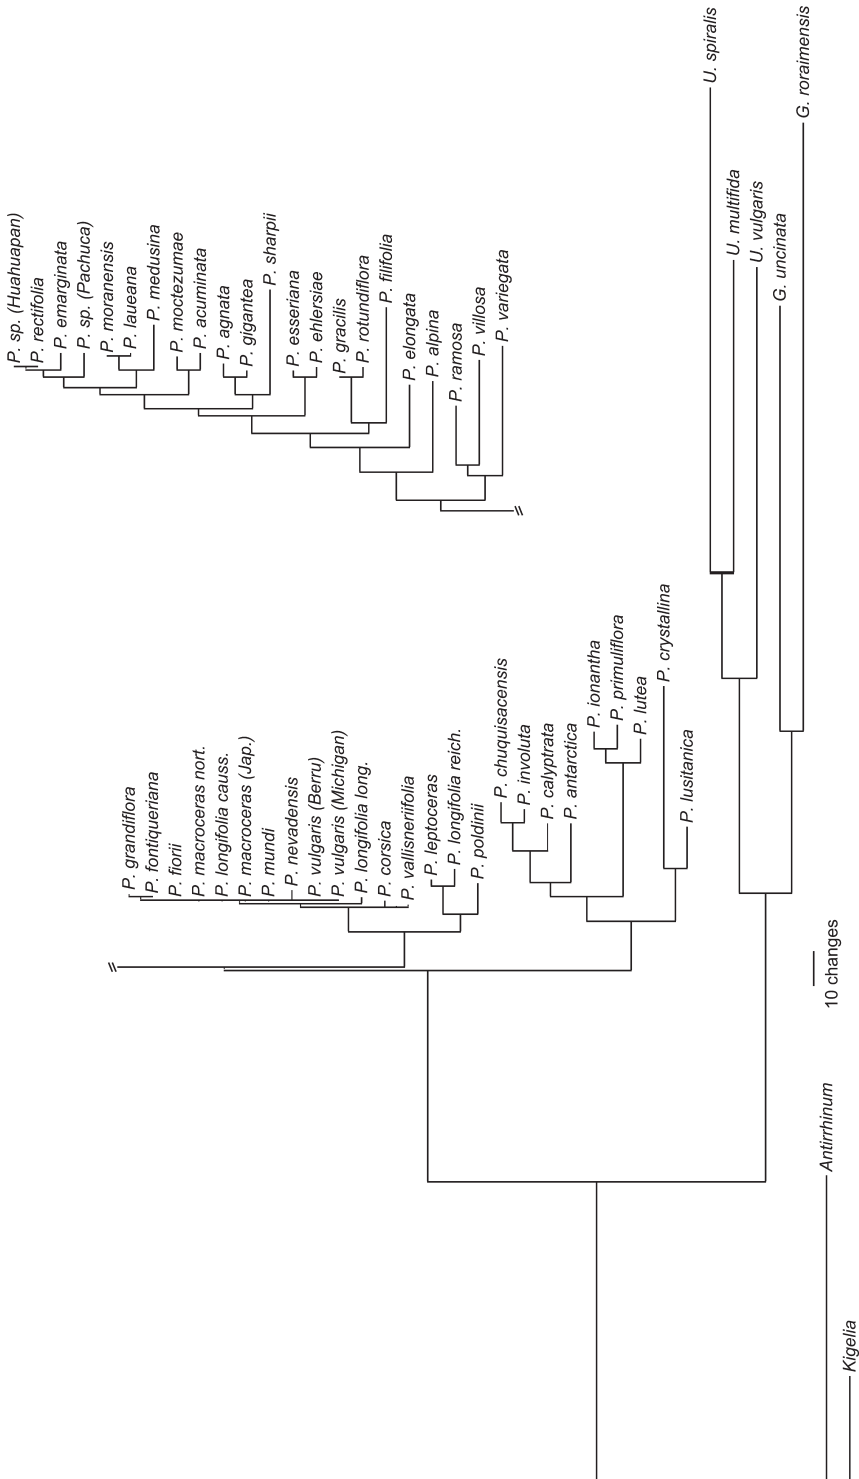 P. sp. (Huahuapan)
P. rectifolia
P. emarginata
P. sp. (Pachuca)
P. moranensis
P. laueana
P. medusina
P. moctezumae
P. acuminata
P. agnata
P. gigantea
P. sharpii
P. esseriana
P. ehlersiae
P. gracilis
P. rotundiflora
P. filifolia
P. elongata
P. alpina
P. ramosa
P. villosa
P. variegata
P. grandiflora
P. fontiqueriana
P. fiorii
P. macroceras nort.
P. longifolia causs.
P. macroceras (Jap.)
P. mundi
P. nevadensis
P. vulgaris (Berru)
P. vulgaris (Michigan)
P. longifolia long.
P. corsica
P. vallisneriifolia
P. leptoceras
P. longifolia reich.
P. poldinii
P. chuquisacensis
P. involuta
P. calyptrata
P. antarctica
P. ionantha
P. primuliflora
P. lutea
P. crystallina
P. lusitanica
U. spiralis
U. multifida
U. vulgaris
G. uncinata
G. roraimensis
10 changes
Antirrhinum
Kigelia